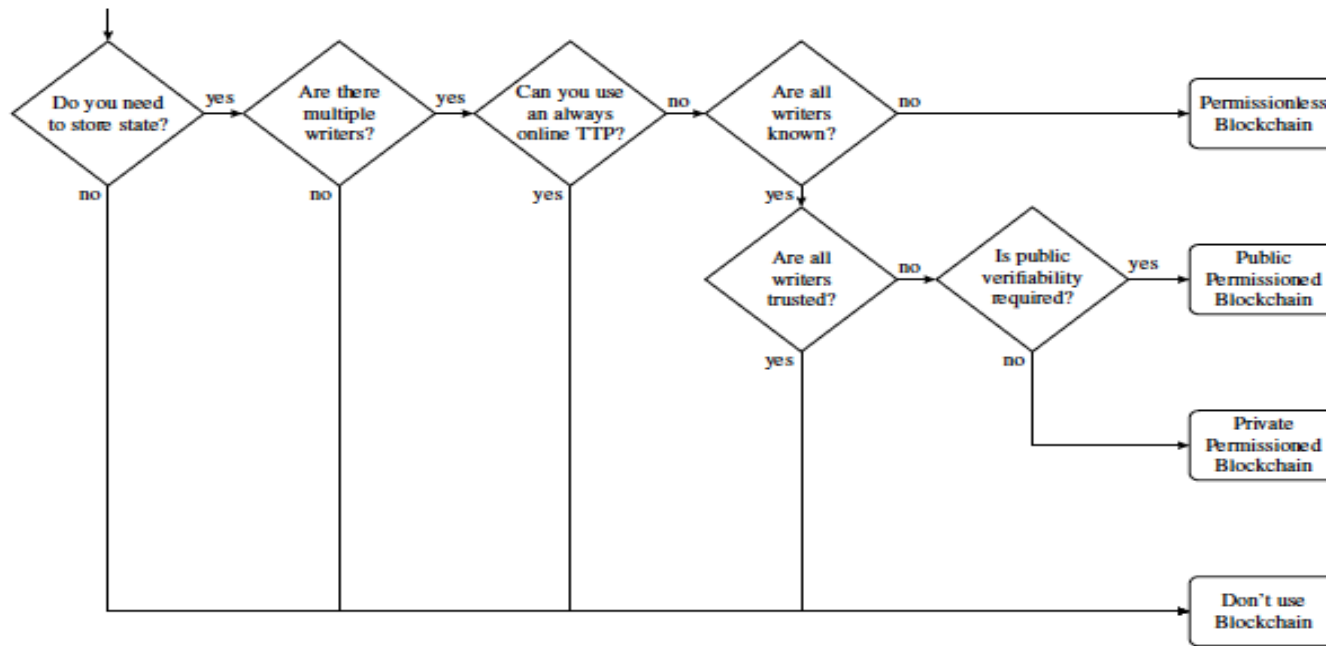 Do you need
to store state?
yes
no
Are there
multiple
writers?
yes
no
Can you use
an always
online TTP?
no
yes
Are all
writers
known?
no
yes
Permissionless
Blockchain
Are all
writers
trusted?
no
yes
Is public
verifiability
required?
yes
no
Public
Permissioned
Blockchain
Private
Permissioned
Blockchain
Don't use
Blockchain